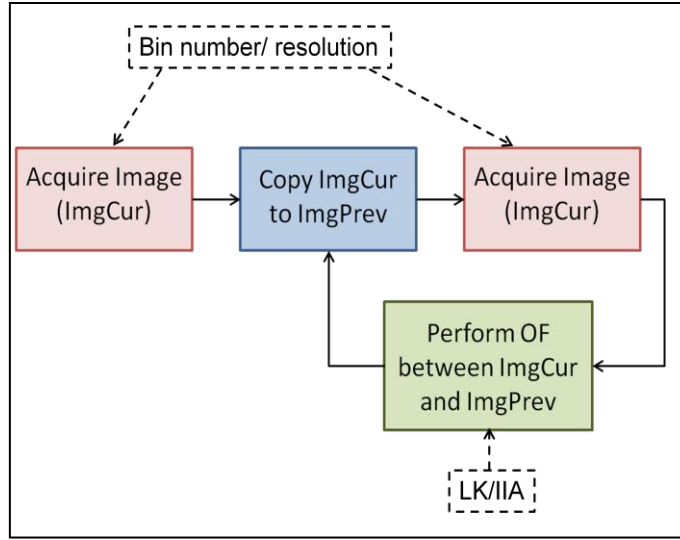 Bin number/ resolution
Acquire Image
(ImgCur)
Copy ImgCur
to ImgPrev
Acquire Image
(ImgCur)
Perform OF
between ImgCur
and ImgPrev
LK/IIA